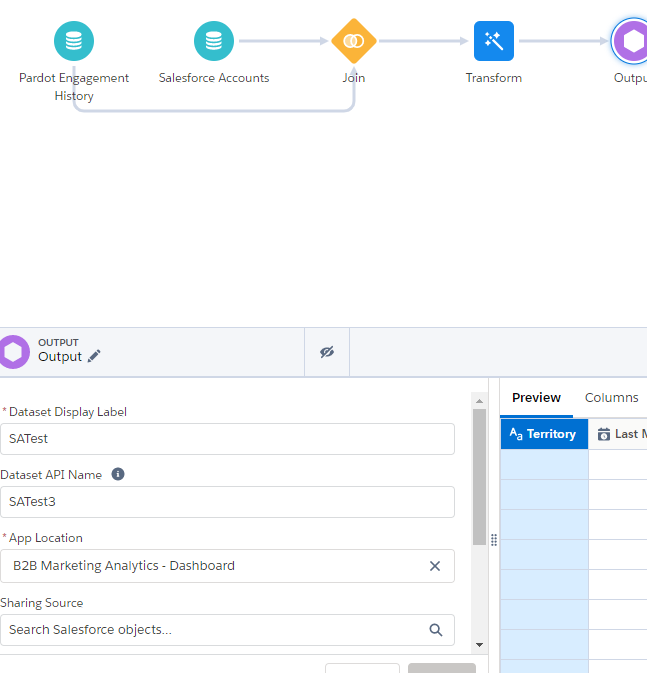 Pardot Engagement
History
Salesforce Accounts
Join
Transform
OUTPUT
Output
* Dataset Display Label
SATest
Dataset API Name
SATest3
* App Location
B2B Marketing Analytics - Dashboard
Sharing Source
Search Salesforce objects...
Preview
Columns
Aa Territory
Last